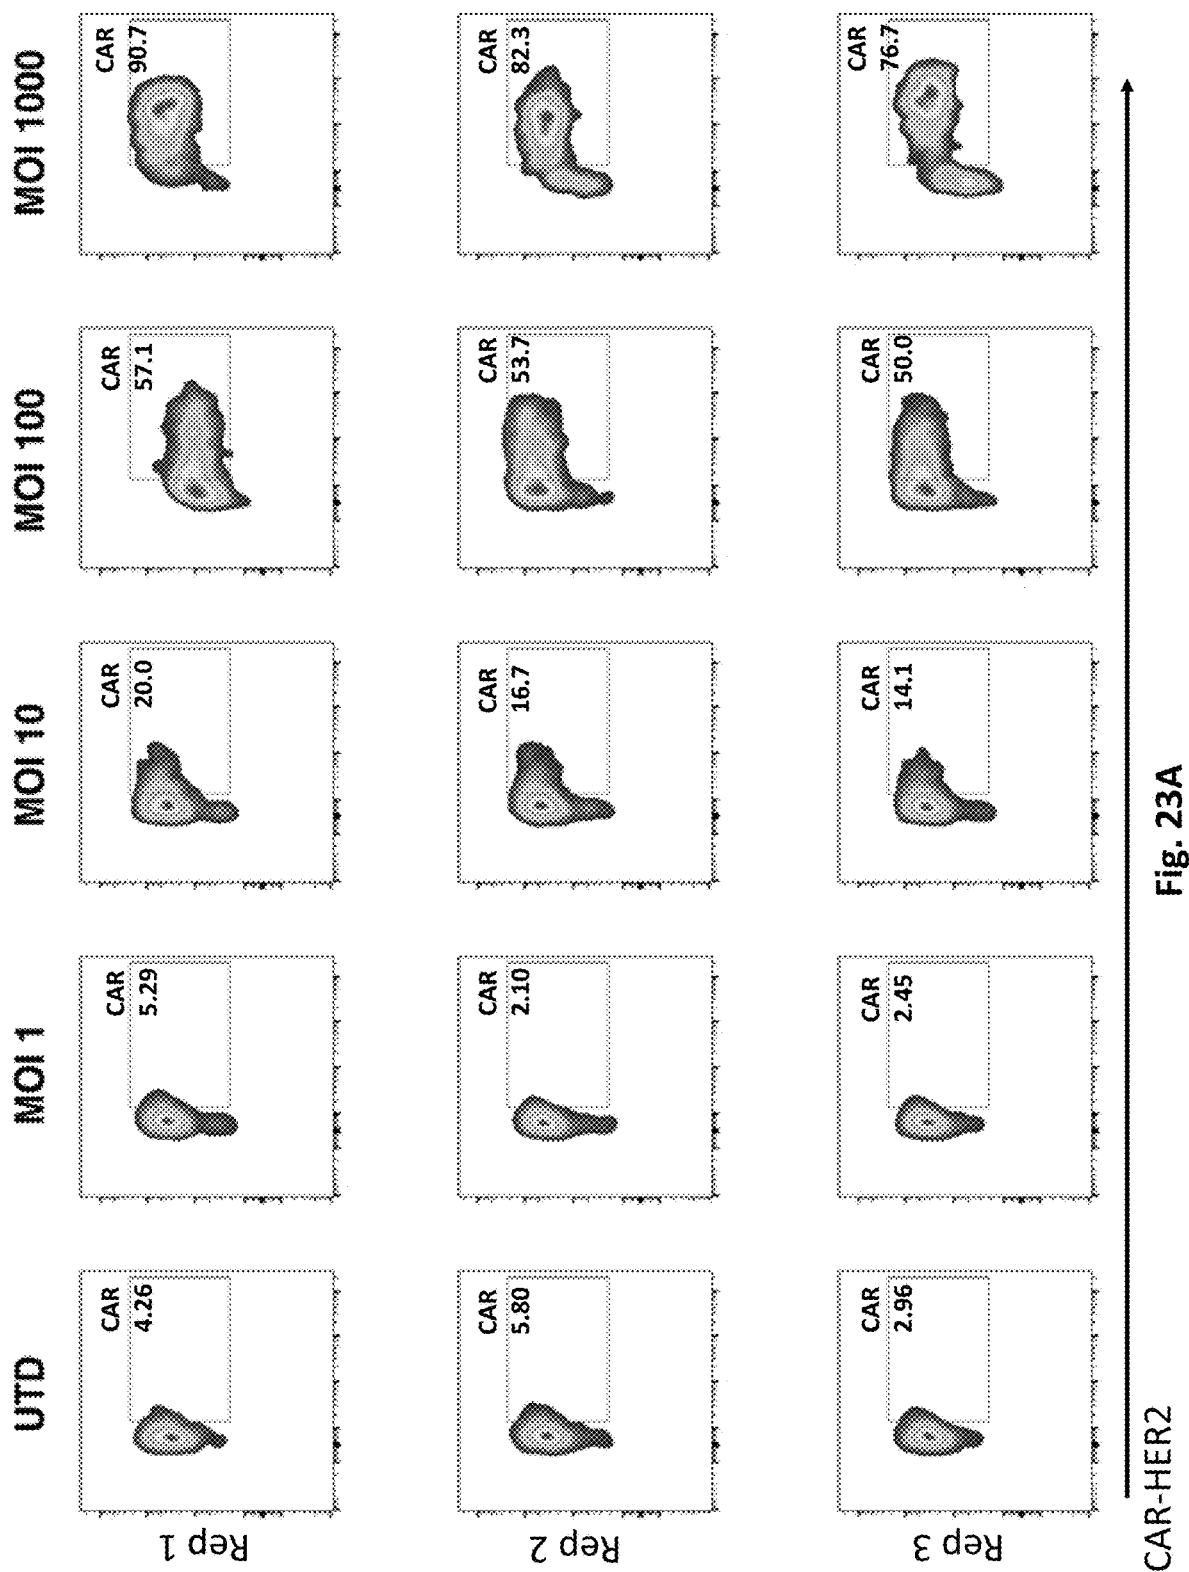 UTD MOI 1 MOI 10 MOI 100 MOI 1000
Rep 1
CAR
4.26
CAR
5.29
CAR
20.0
CAR
57.1
CAR
90.7
Rep 2
CAR
5.80
CAR
2.10
CAR
16.7
CAR
53.7
CAR
82.3
Rep 3
CAR
2.96
CAR
2.45
CAR
14.1
CAR
50.0
CAR
76.7
CAR-HER2
Fig. 23A